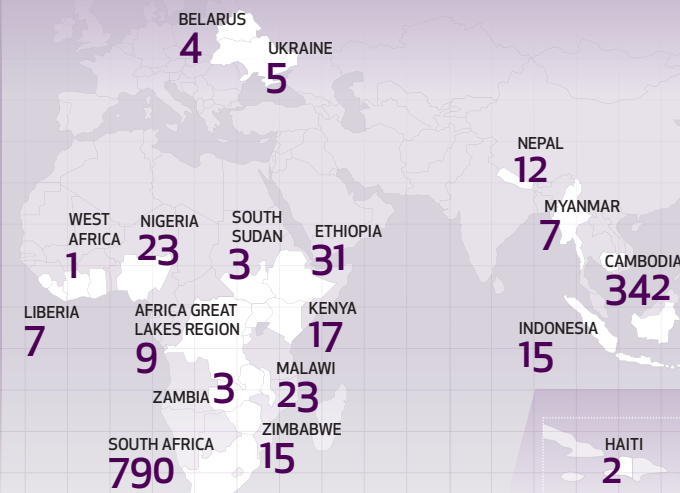 BELARUS
4
UKRAINE
5
NEPAL
12
MYANMAR
7
CAMBODIA
342
WEST
AFRICA
1
NIGERIA
23
SOUTH
SUDAN
3
ETHIOPIA
31
LIBERIA
7
AFRICA GREAT
LAKES REGION
9
KENYA
17
INDONESIA
15
MALAWI
23
ZAMBIA 3
ZIMBABWE
15
SOUTH AFRICA
790
HAITI
2